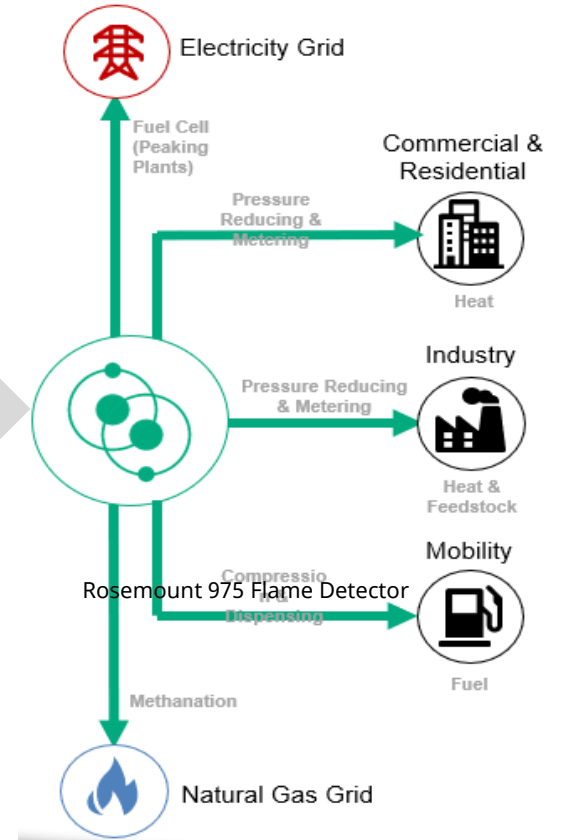 Electricity Grid
Fuel Cell
(Peaking
Plants)
Commercial &
Residential
Pressure
Reducing &
Metering
Heat
Industry
Pressure Reducing
& Metering
Heat &
Feedstock
Mobility
Compressio
n &
Dispensing
Rosemount 975 Flame Detector
Fuel
Methanation
Natural Gas Grid